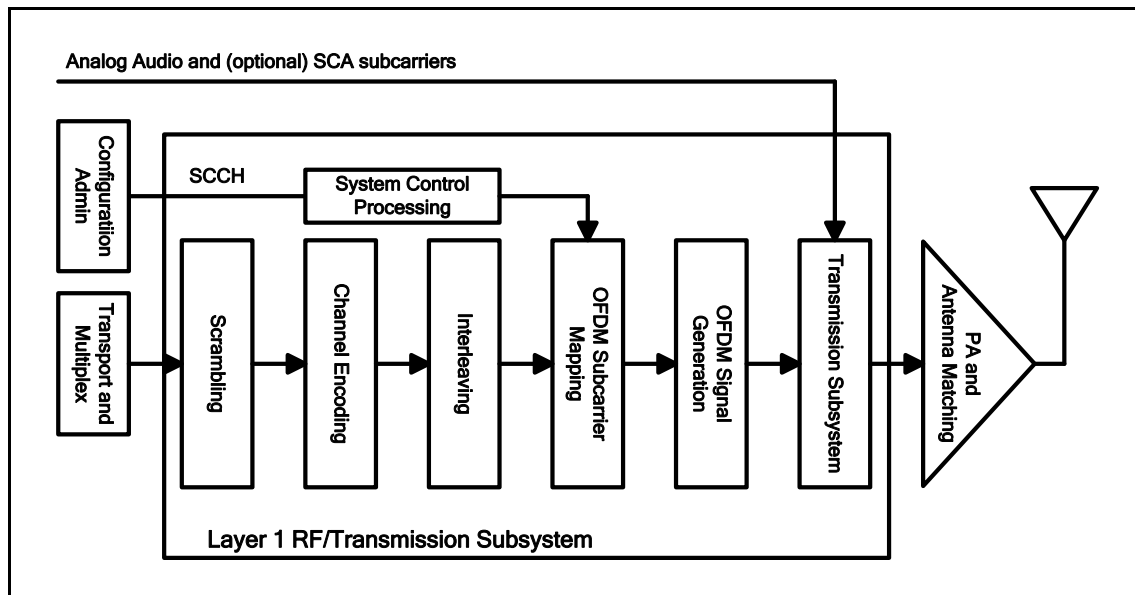 Analog Audio and (optional) SCA subcarriers
Configuratiion
Admin
SCCH
System Control
Processing
Transport and
Multiplex
Scrambling
Channel Encoding
Interleaving
OFDM Subcarrier
Mapping
OFDM Signal
Generation
Transmission Subsystem
PA and
Antenna Matching
Layer 1 RF/Transmission Subsystem